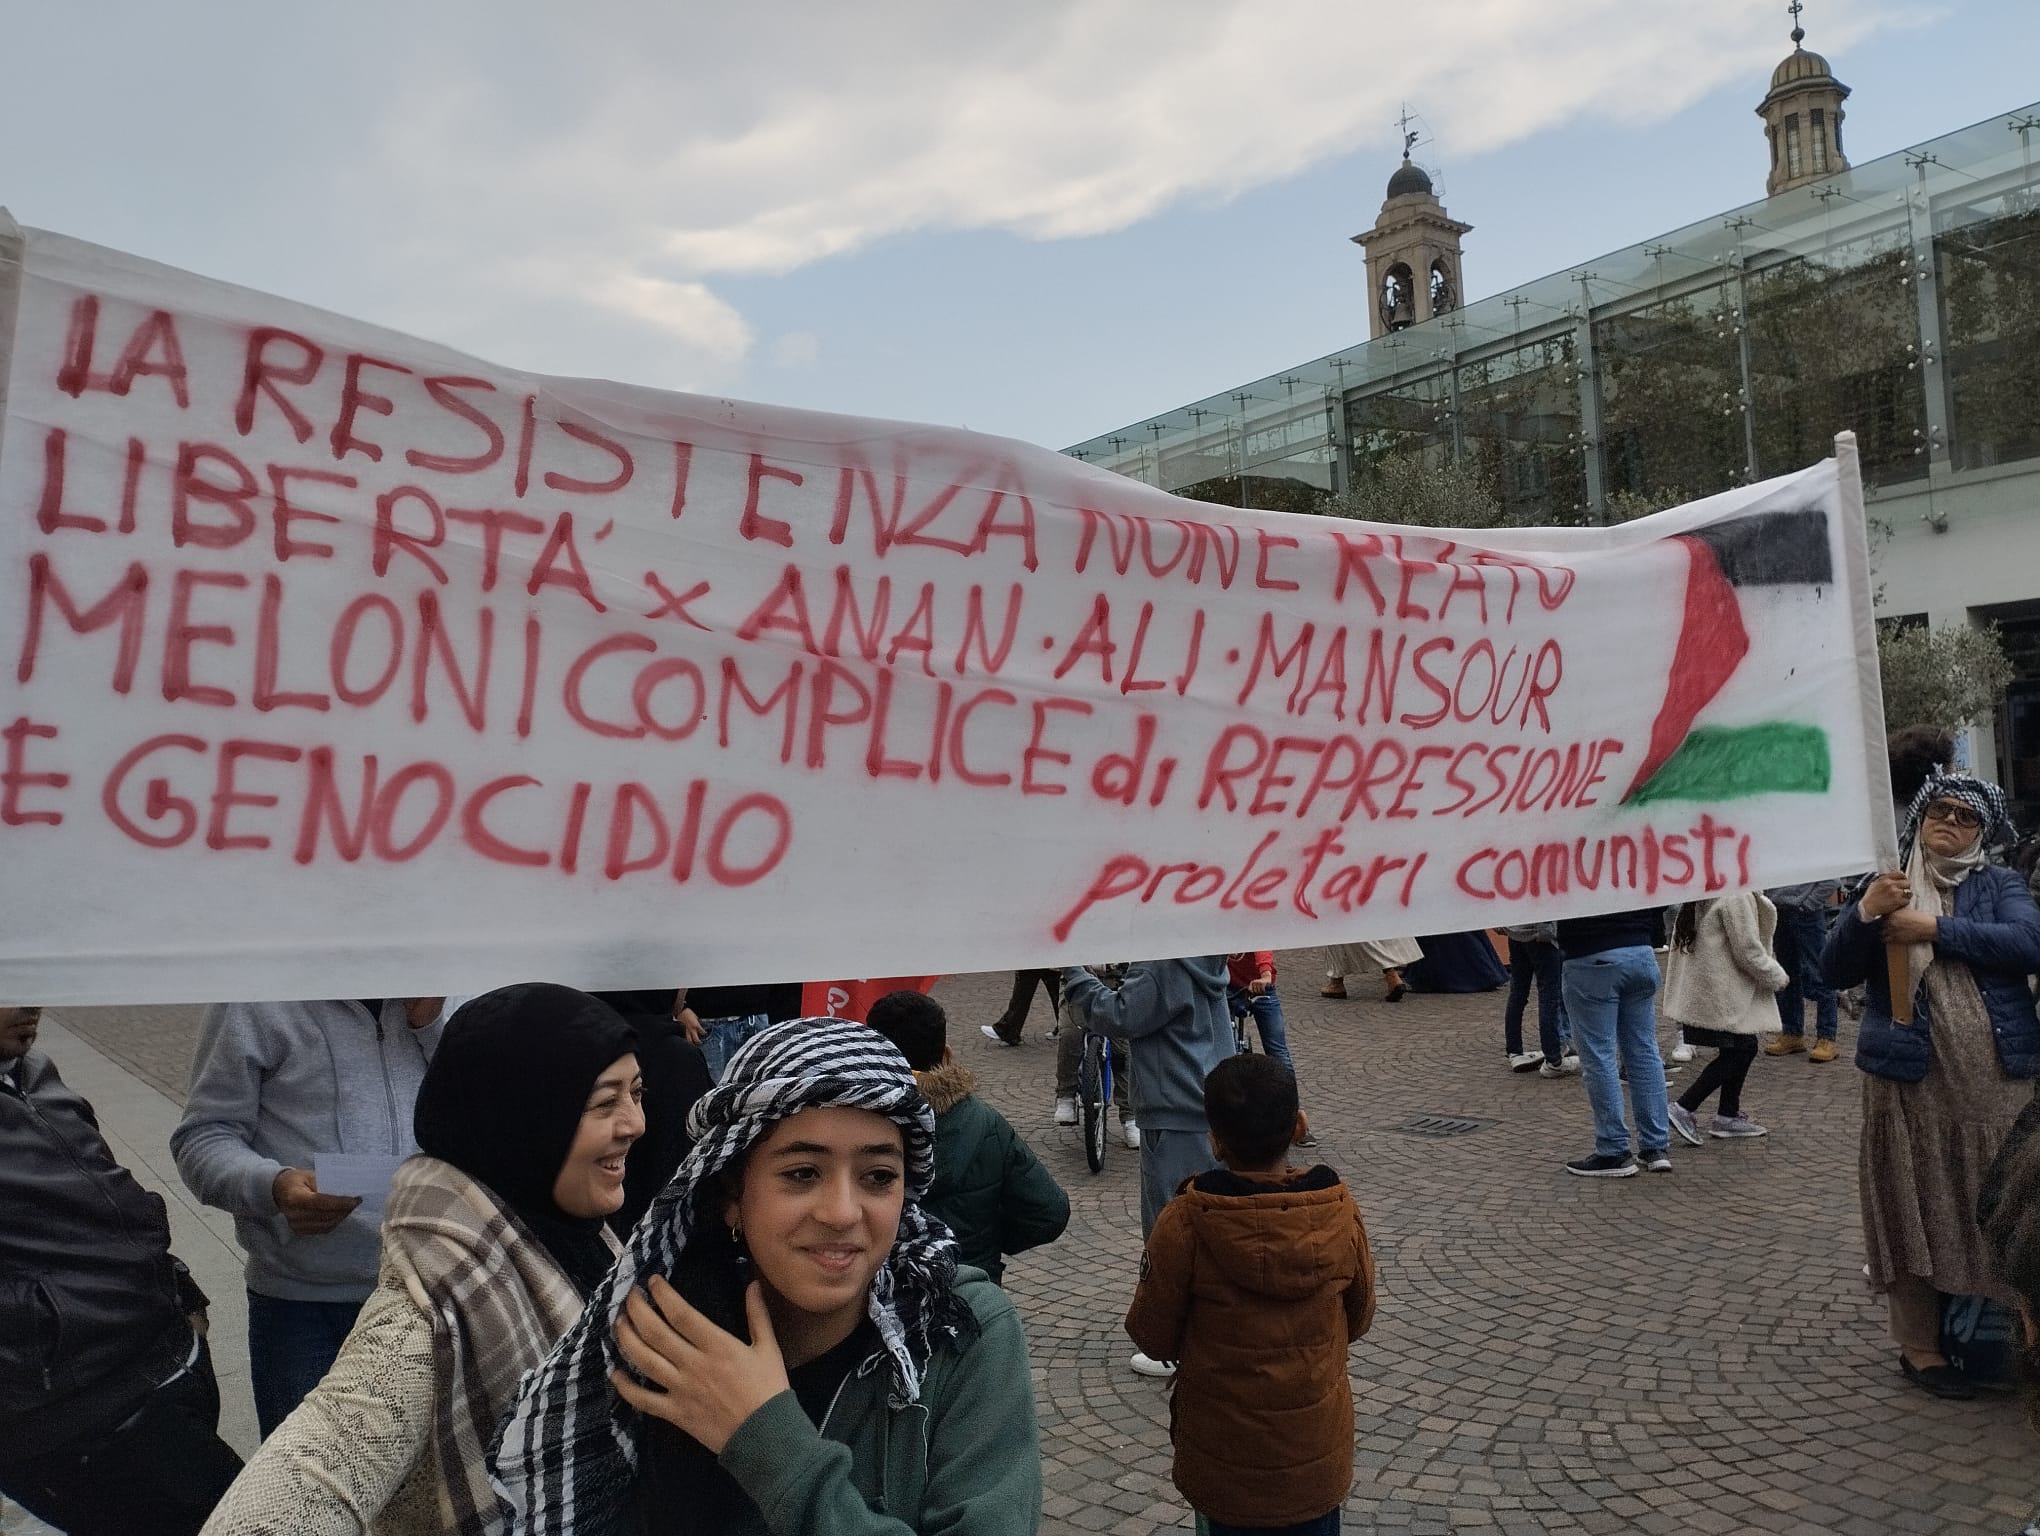 LA RESISTENZA NON E REATO
LIBERTÀ x ANAN · ALI · MANSOUR
MELONI COMPLICE di REPRESSIONE
E GENOCIDIO
proletari comunisti